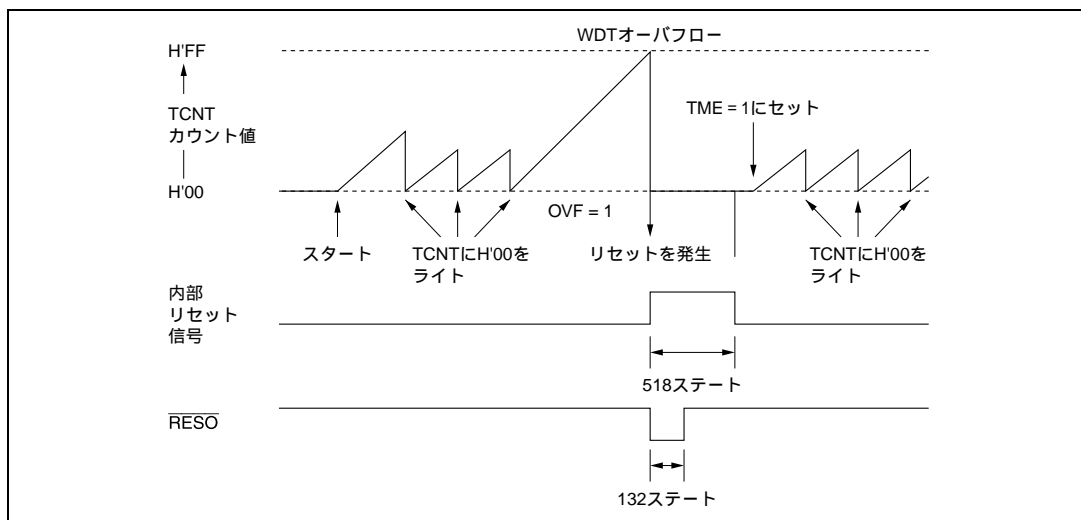 WDTオーバフロー
H'FF
TCNT
カウント値
H'00
TME = 1にセット
OVF = 1
スタート
TCNTにH'00を
ライト
リセットを発生
TCNTにH'00を
ライト
内部
リセット
信号
518ステート
RESO
132ステート